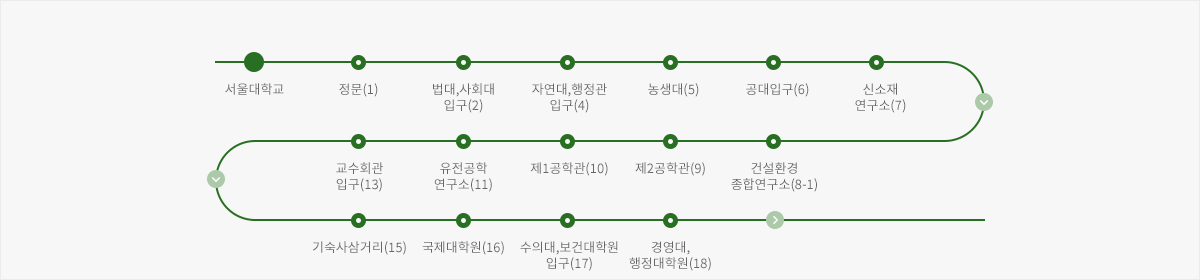 서울대학교
정문(1)
법대,사회대
입구(2)
자연대,행정관
입구(4)
농생대(5)
공대입구(6)
신소재
연구소(7)
교수회관
입구(13)
유전공학
연구소(11)
제1공학관(10)
제2공학관(9)
건설환경
종합연구소(8-1)
기숙사삼거리(15)
국제대학원(16)
수의대,보건대학원
입구(17)
경영대,
행정대학원(18)